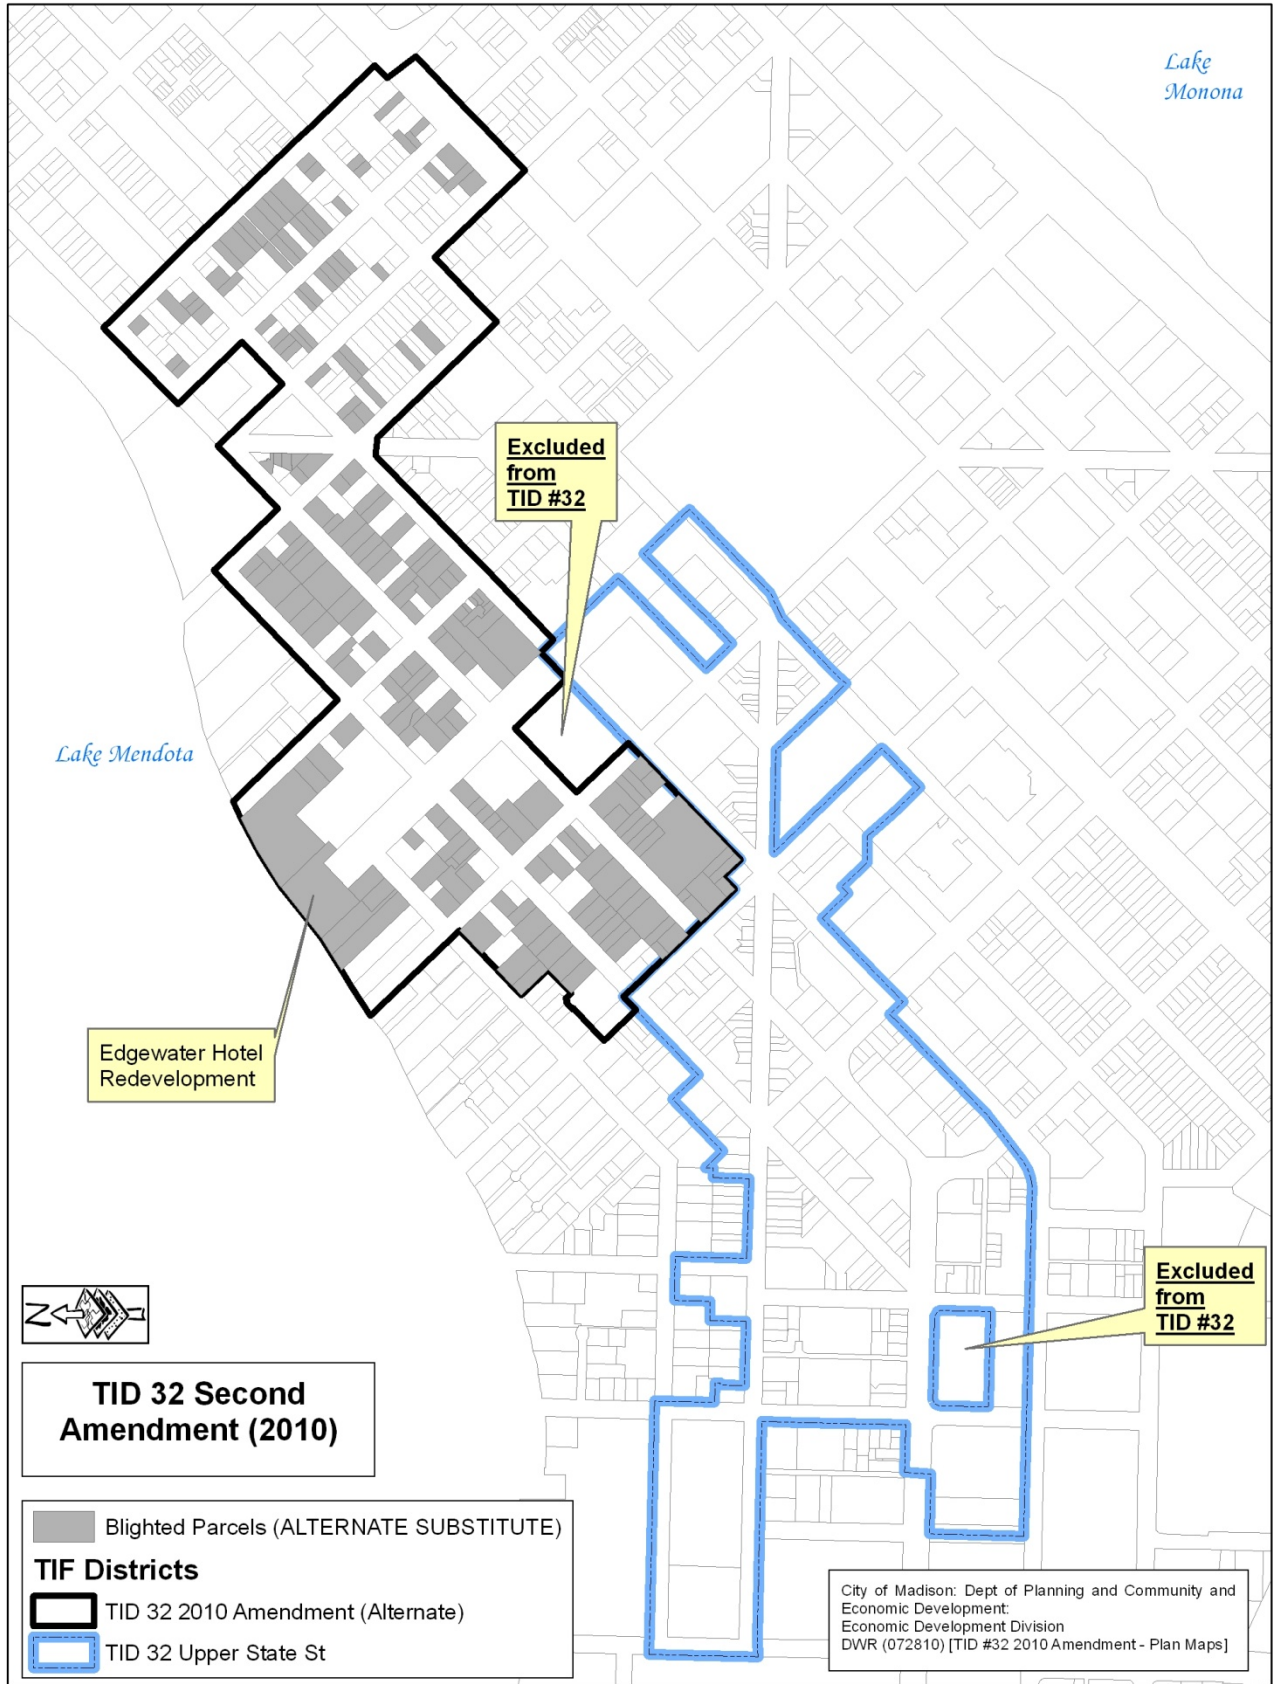 Lake
Monona
Excluded
from
TID #32
Lake Mendota
Edgewater Hotel
Redevelopment
Excluded
from
TID #32
N
TID 32 Second
Amendment (2010)
Blighted Parcels (ALTERNATE SUBSTITUTE)
TIF Districts
TID 32 2010 Amendment (Alternate)
TID 32 Upper State St
City of Madison: Dept of Planning and Community and
Economic Development:
Economic Development Division
DWR (072810) [TID #32 2010 Amendment - Plan Maps]